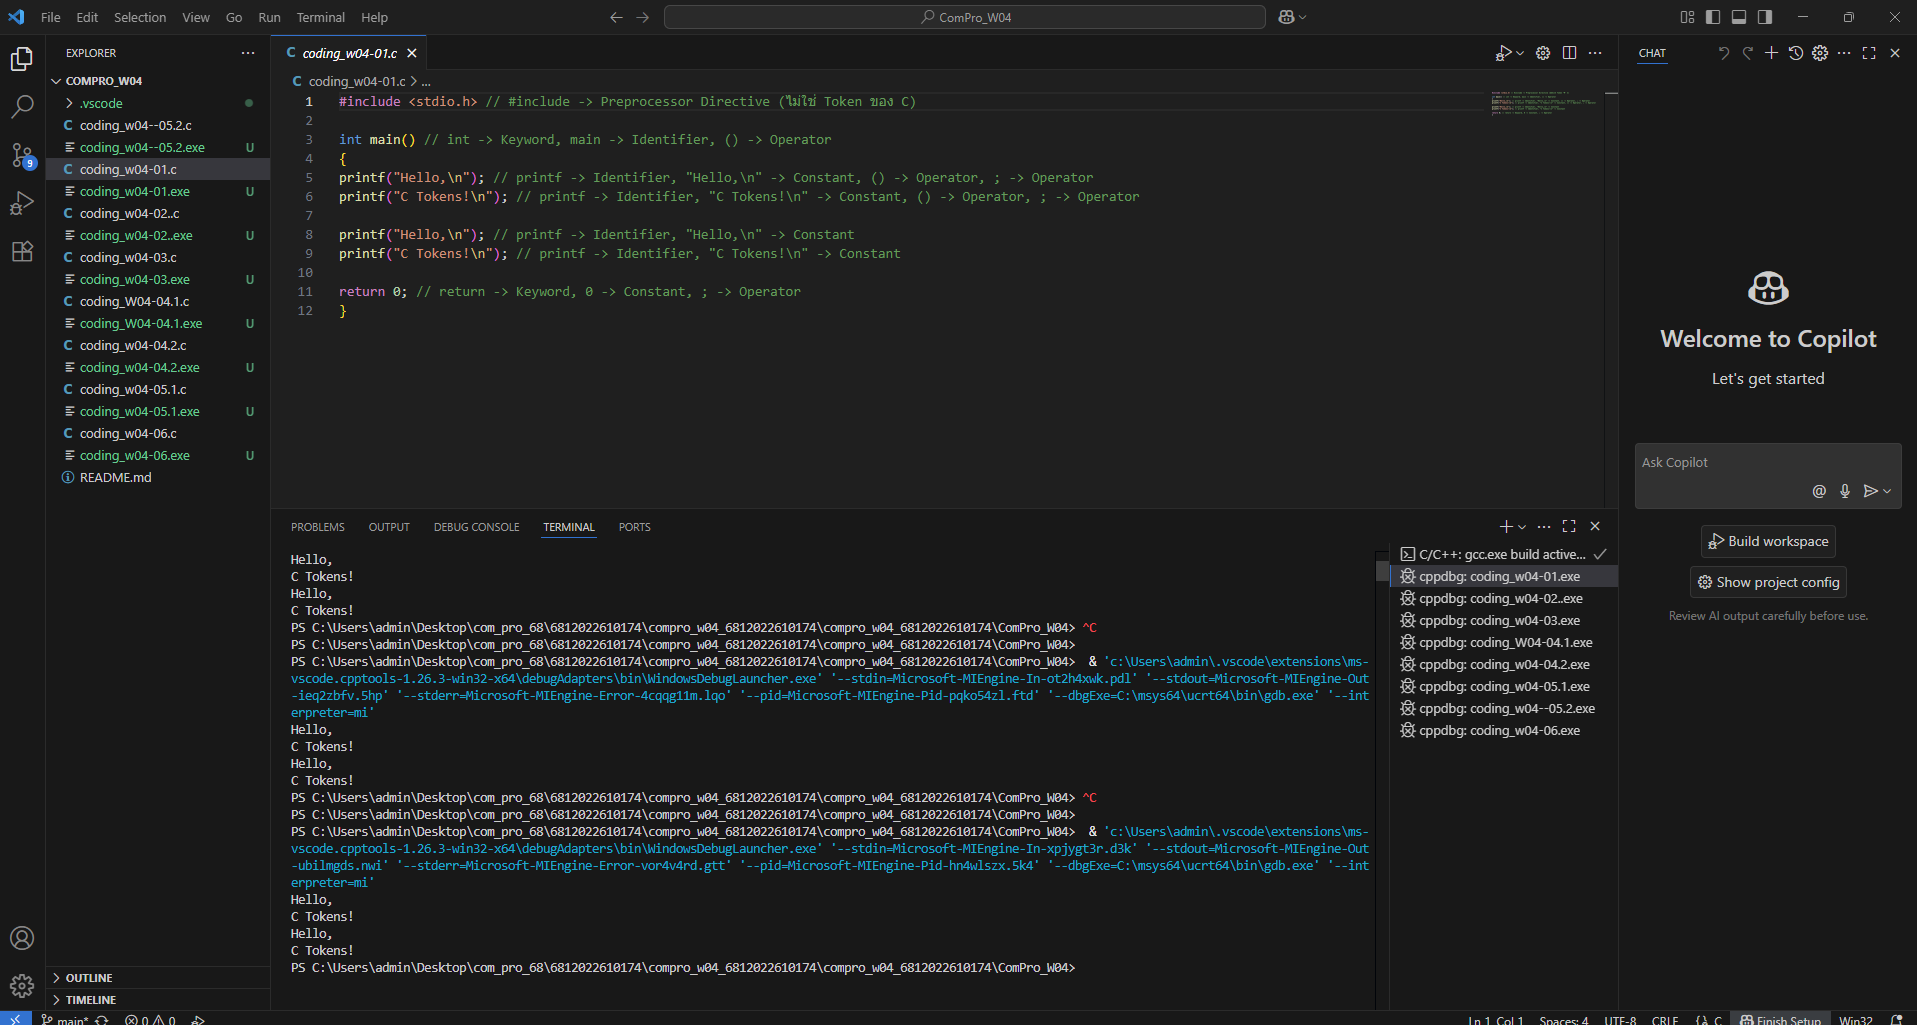 File Edit Selection View Go Run Terminal Help
ComPro_W04
EXPLORER
COMPRO_W04
.vscode
coding_w04--05.2.c
coding_w04--05.2.exe U
coding_w04-01.c
coding_w04-01.exe U
coding_w04-02..c
coding_w04-02..exe U
coding_w04-03.c
coding_w04-03.exe U
coding_W04-04.1.c
coding_W04-04.1.exe U
coding_w04-04.2.c
coding_w04-04.2.exe U
coding_w04-05.1.c
coding_w04-05.1.exe U
coding_w04-06.c
coding_w04-06.exe U
README.md
OUTLINE
TIMELINE
9
C coding_w04-01.c
C coding_w04-01.c > ...
1 #include <stdio.h> // #include -> Preprocessor Directive (ไม่ใช่ Token ของ C)
2
3 int main() // int -> Keyword, main -> Identifier, () -> Operator
4 {
5 printf("Hello,\n"); // printf -> Identifier, "Hello,\n" -> Constant, () -> Operator, ; -> Operator
6 printf("C Tokens!\n"); // printf -> Identifier, "C Tokens!\n" -> Constant, () -> Operator, ; -> Operator
7
8 printf("Hello,\n"); // printf -> Identifier, "Hello,\n" -> Constant
9 printf("C Tokens!\n"); // printf -> Identifier, "C Tokens!\n" -> Constant
10
11 return 0; // return -> Keyword, 0 -> Constant, ; -> Operator
12 }
PROBLEMS OUTPUT DEBUG CONSOLE TERMINAL PORTS
Hello,
C Tokens!
Hello,
C Tokens!
PS C:\Users\admin\Desktop\com_pro_68\6812022610174\compro_w04_6812022610174\compro_w04_6812022610174\ComPro_W04> ^C
PS C:\Users\admin\Desktop\com_pro_68\6812022610174\compro_w04_6812022610174\compro_w04_6812022610174\ComPro_W04>
PS C:\Users\admin\Desktop\com_pro_68\6812022610174\compro_w04_6812022610174\compro_w04_6812022610174\ComPro_W04>  & 'c:\Users\admin\.vscode\extensions\ms-
vscode.cpptools-1.26.3-win32-x64\debugAdapters\bin\WindowsDebugLauncher.exe' '--stdin=Microsoft-MIEngine-In-ot2h4xwk.pdl' '--stdout=Microsoft-MIEngine-Out
-ieq2zbfv.5hp' '--stderr=Microsoft-MIEngine-Error-4cqqg11m.lqo' '--pid=Microsoft-MIEngine-Pid-pqko54zl.ftd' '--dbgExe=C:\msys64\ucrt64\bin\gdb.exe' '--int
erpreter=mi'
Hello,
C Tokens!
Hello,
C Tokens!
PS C:\Users\admin\Desktop\com_pro_68\6812022610174\compro_w04_6812022610174\compro_w04_6812022610174\ComPro_W04> ^C
PS C:\Users\admin\Desktop\com_pro_68\6812022610174\compro_w04_6812022610174\compro_w04_6812022610174\ComPro_W04>
PS C:\Users\admin\Desktop\com_pro_68\6812022610174\compro_w04_6812022610174\compro_w04_6812022610174\ComPro_W04>  & 'c:\Users\admin\.vscode\extensions\ms-
vscode.cpptools-1.26.3-win32-x64\debugAdapters\bin\WindowsDebugLauncher.exe' '--stdin=Microsoft-MIEngine-In-xpjygt3r.d3k' '--stdout=Microsoft-MIEngine-Out
-ubilmgds.nwi' '--stderr=Microsoft-MIEngine-Error-vor4v4rd.gtt' '--pid=Microsoft-MIEngine-Pid-hn4wlszx.5k4' '--dbgExe=C:\msys64\ucrt64\bin\gdb.exe' '--int
erpreter=mi'
Hello,
C Tokens!
Hello,
C Tokens!
PS C:\Users\admin\Desktop\com_pro_68\6812022610174\compro_w04_6812022610174\compro_w04_6812022610174\ComPro_W04>
C/C++: gcc.exe build active...
cppdbg: coding_w04-01.exe
cppdbg: coding_w04-02..exe
cppdbg: coding_w04-03.exe
cppdbg: coding_W04-04.1.exe
cppdbg: coding_w04-04.2.exe
cppdbg: coding_w04-05.1.exe
cppdbg: coding_w04--05.2.exe
cppdbg: coding_w04-06.exe
CHAT
Welcome to Copilot
Let's get started
Ask Copilot
Build workspace
Show project config
Review AI output carefully before use.
main* 0 0
Ln 1, Col 1 Spaces: 4 UTF-8 CRLF {} C Finish Setup Win32